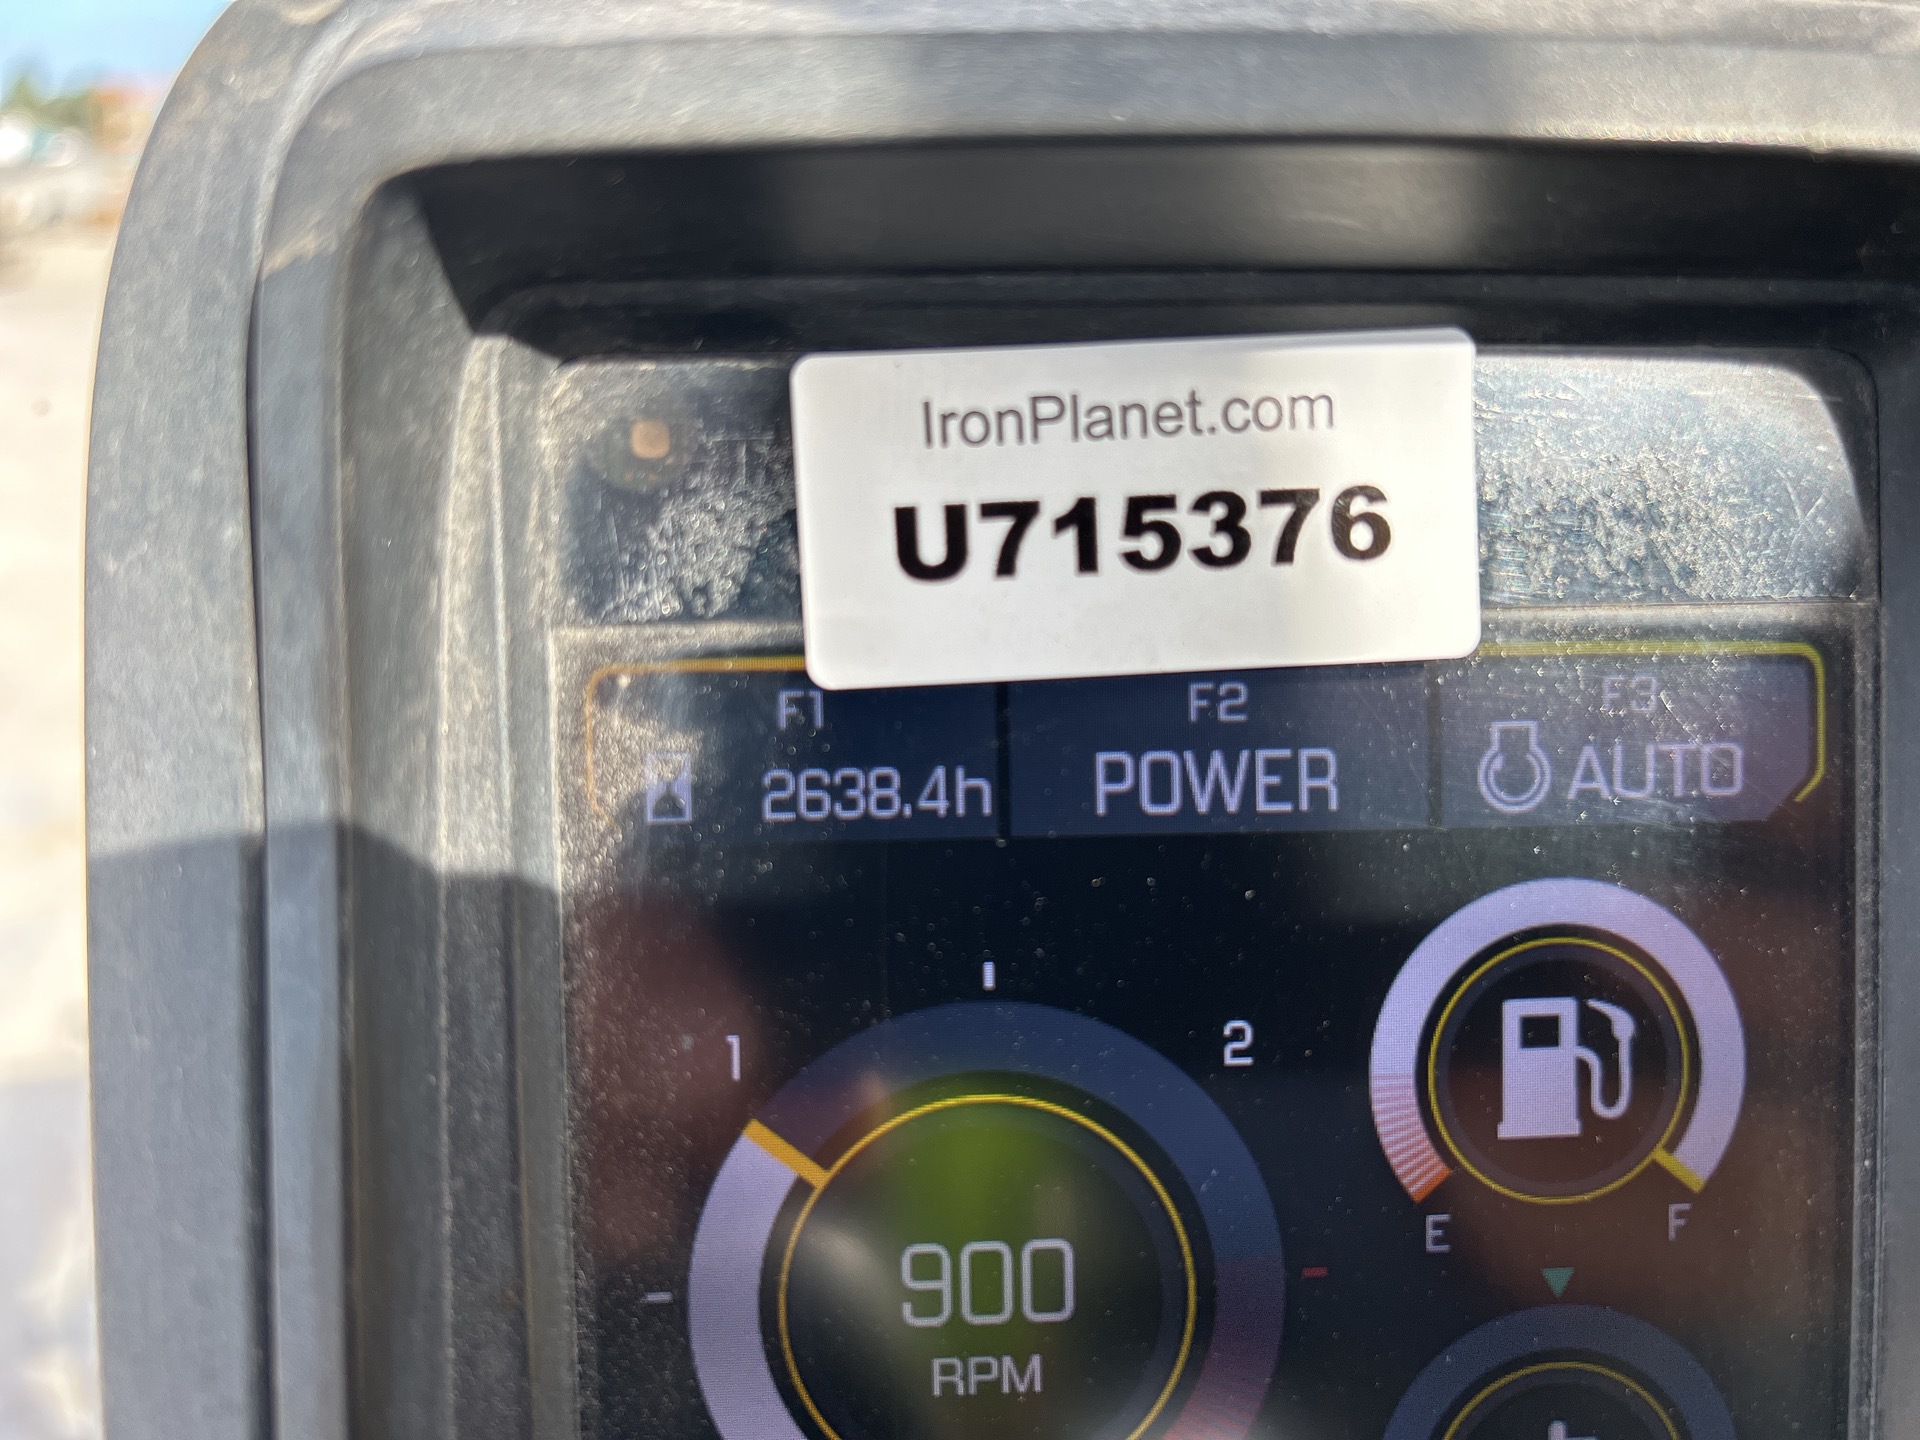 IronPlanet.com
U715376
F1 F2 F3
2638.4h POWER AUTO
1 2
E F
900
RPM